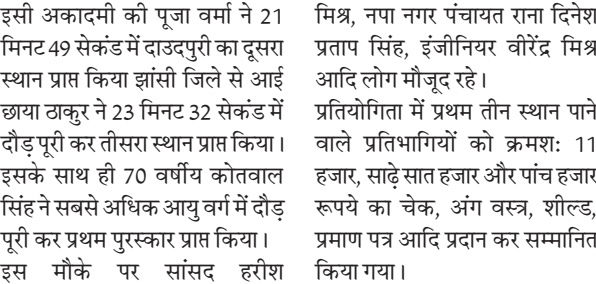 इसी अकादमी की पूजा वर्मा ने 21
मिनट 49 सेकंड में दाउदपुरी का दूसरा
स्थान प्राप्त किया झांसी जिले से आई
छाया ठाकुर ने 23 मिनट 32 सेकंड में
दौड़ पूरी कर तीसरा स्थान प्राप्त किया।
इसके साथ ही 70 वर्षीय कोतवाल
सिंह ने सबसे अधिक आयु वर्ग में दौड़
पूरी कर प्रथम पुरस्कार प्राप्त किया।
इस मौके पर सांसद हरीश
मिश्र, नपा नगर पंचायत राना दिनेश
प्रताप सिंह, इंजीनियर वीरेंद्र मिश्र
आदि लोग मौजूद रहे।
प्रतियोगिता में प्रथम तीन स्थान पाने
वाले प्रतिभागियों को क्रमश: 11
हजार, साढ़े सात हजार और पांच हजार
रूपये का चेक, अंग वस्त्र, शील्ड,
प्रमाण पत्र आदि प्रदान कर सम्मानित
किया गया।